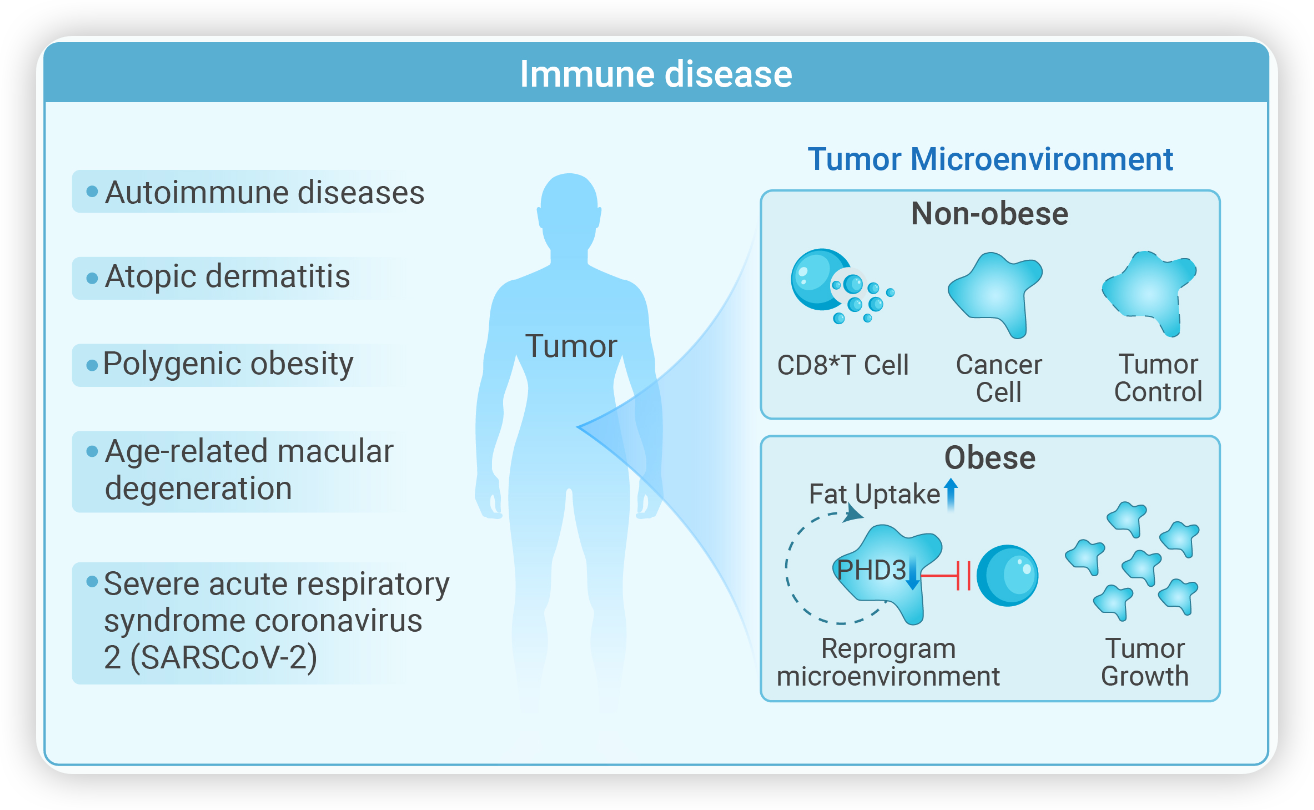 Immune disease
Autoimmune diseases
Atopic dermatitis
Polygenic obesity
Age-related macular
degeneration
Severe acute respiratory
syndrome coronavirus
2 (SARSCoV-2)
Tumor
Tumor Microenvironment
Non-obese
CD8*T Cell
Cancer
Cell
Tumor
Control
Obese
Fat Uptake
PHD3
Reprogram
microenvironment
Tumor
Growth